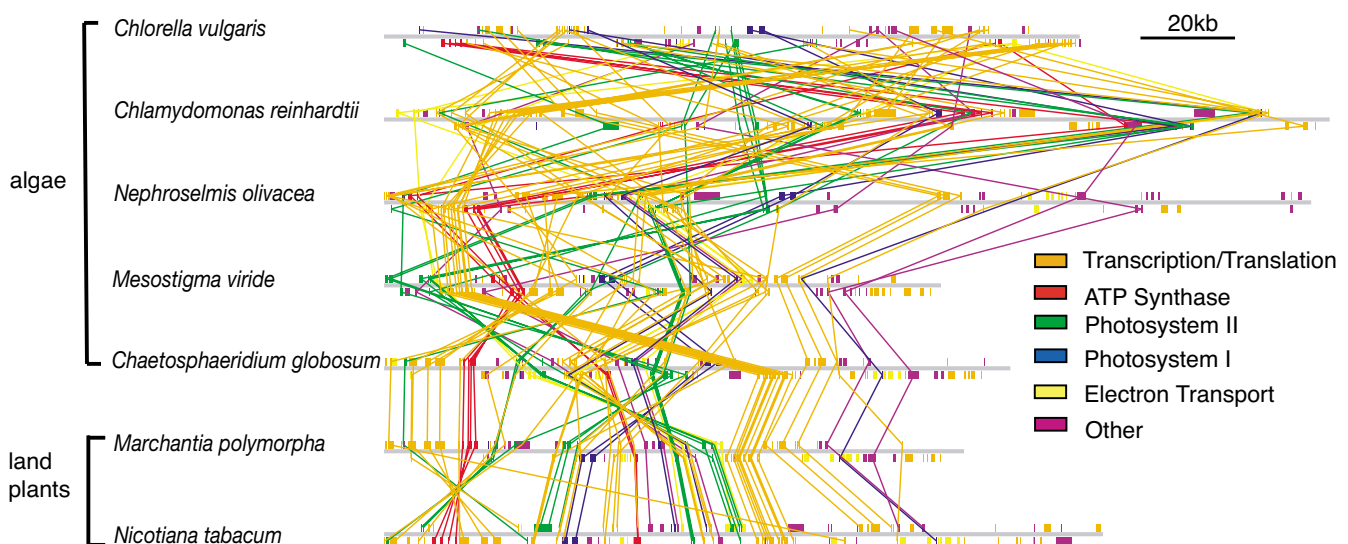 Chlorella vulgaris
20kb
Chlamydomonas reinhardtii
algae
Nephroselmis olivacea
Mesostigma viride
Transcription/Translation
ATP Synthase
Photosystem II
Photosystem I
Electron Transport
Other
Chaetosphaeridium globosum
Marchantia polymorpha
land
plants
Nicotiana tabacum